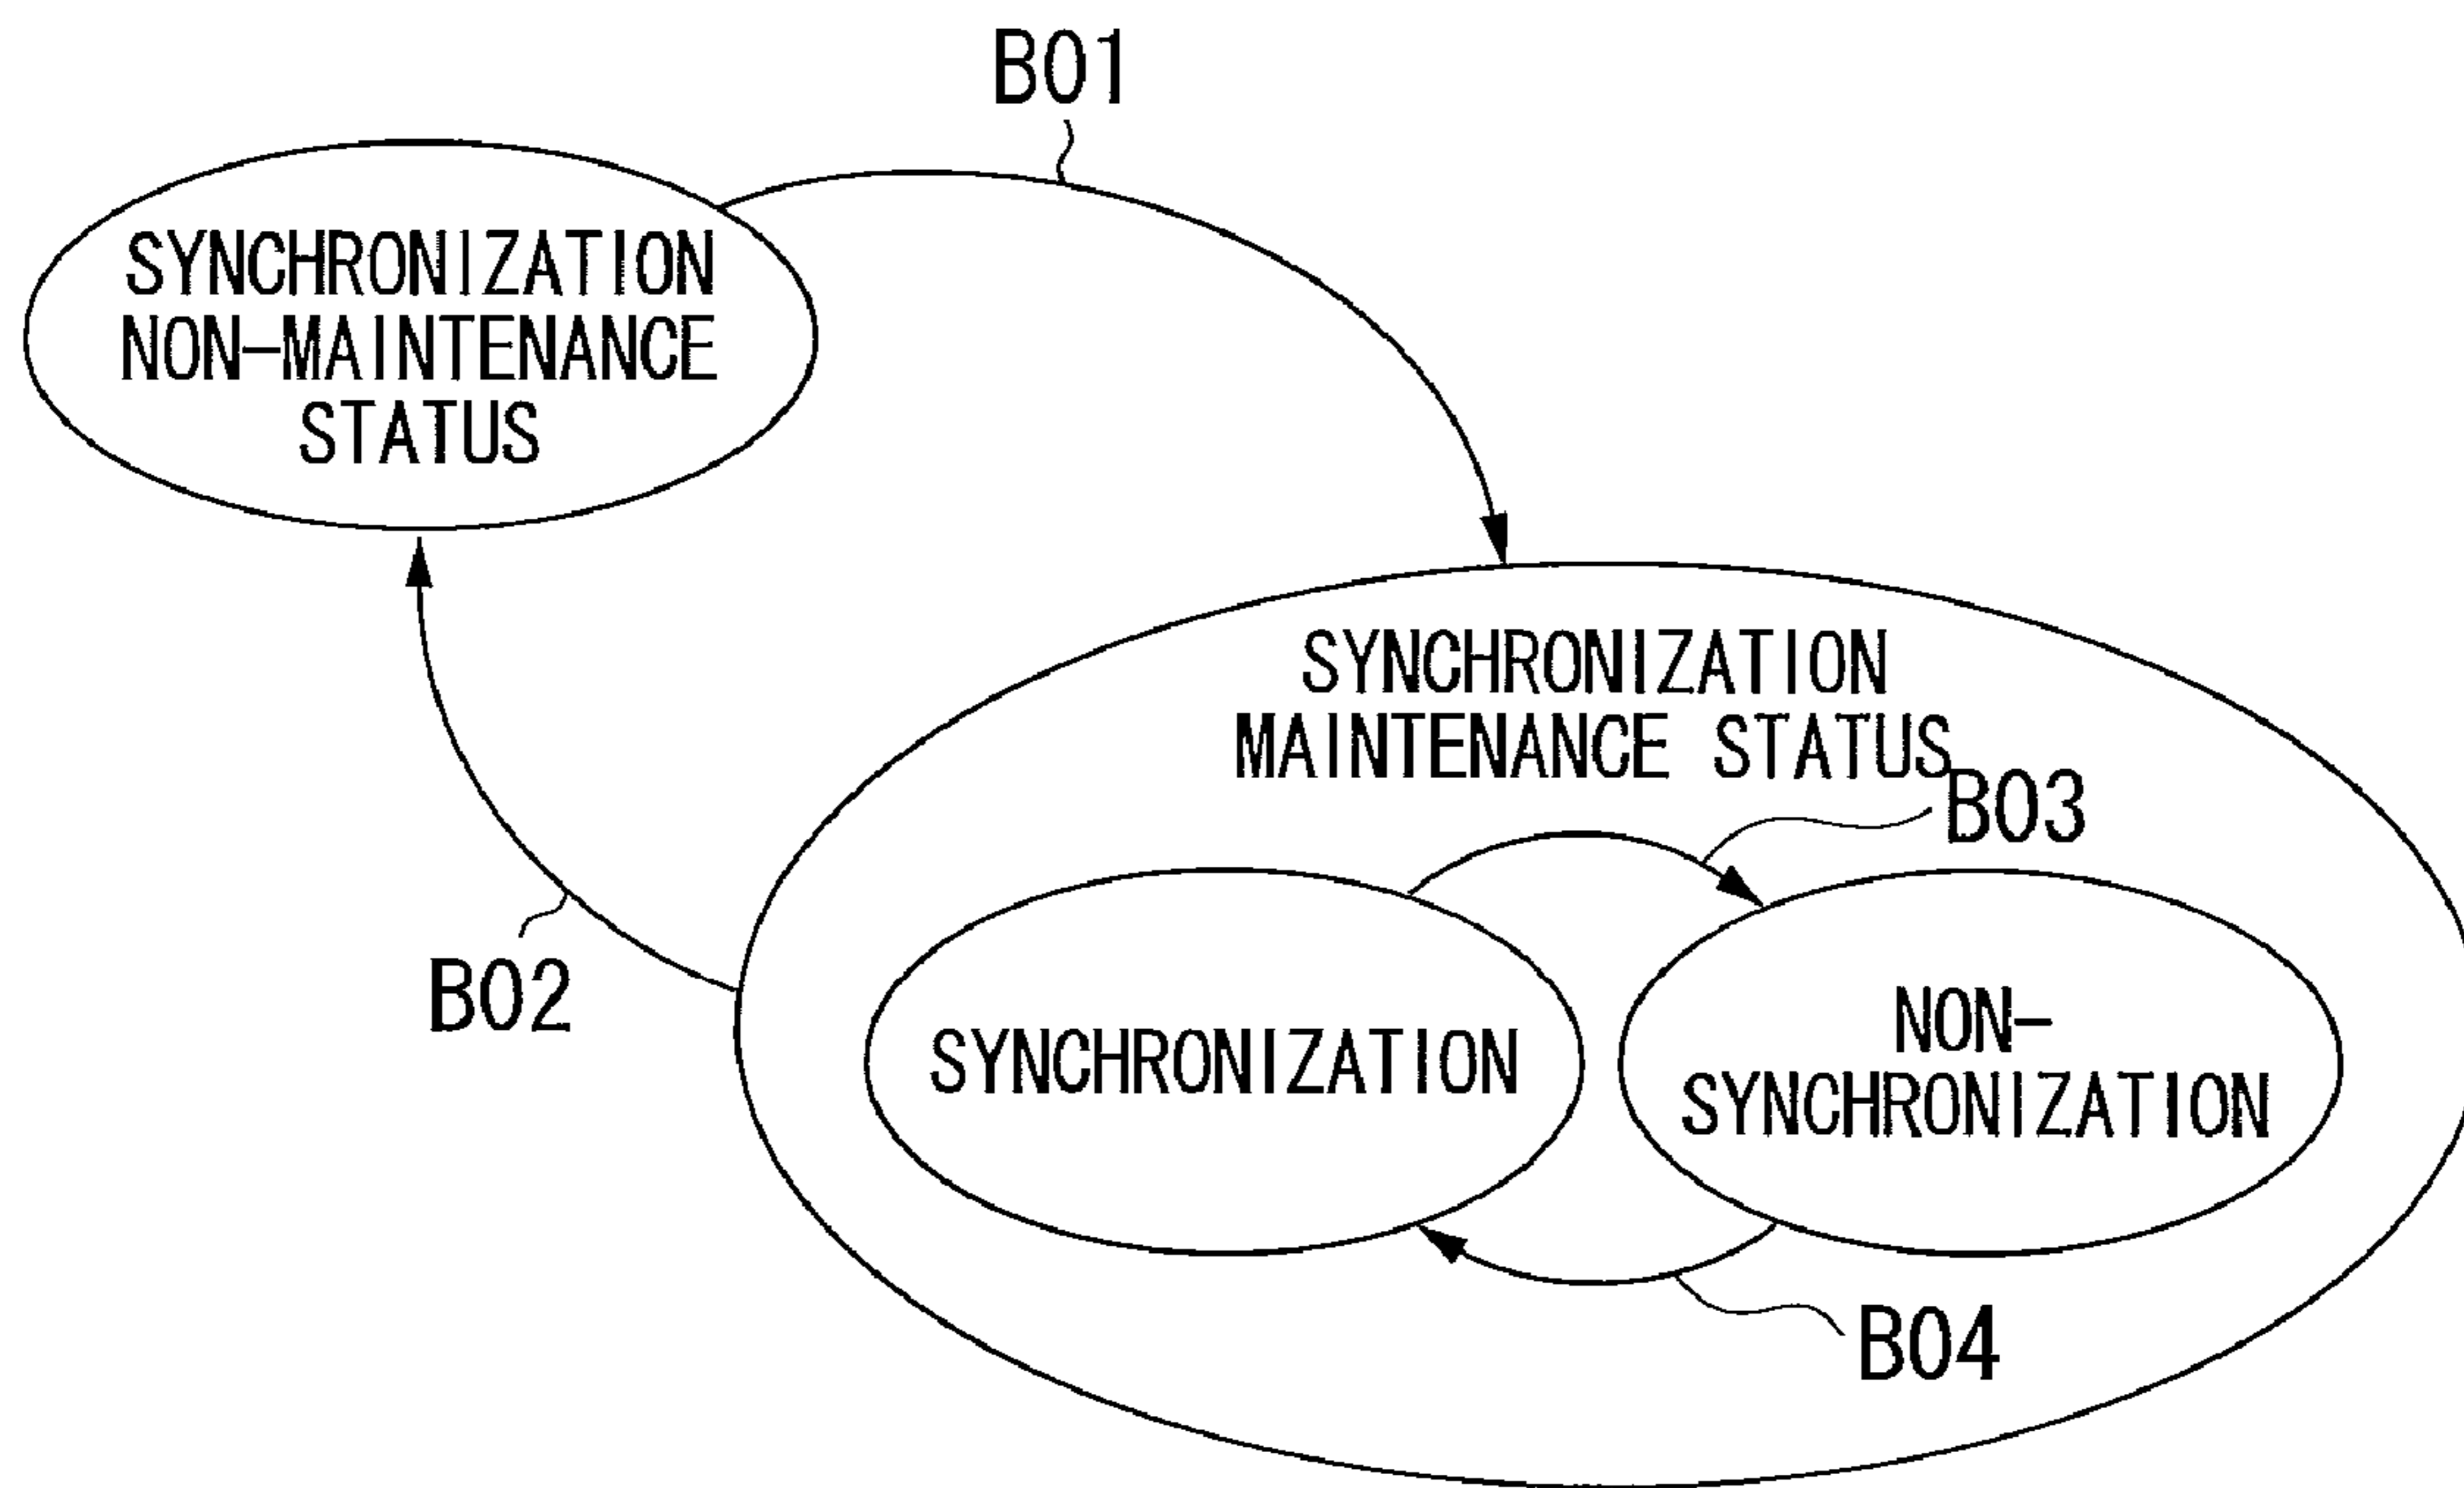 B01
SYNCHRONIZATION
NON-MAINTENANCE
STATUS
SYNCHRONIZATION
MAINTENANCE STATUS
B03
B02
SYNCHRONIZATION
NON-
SYNCHRONIZATION
B04